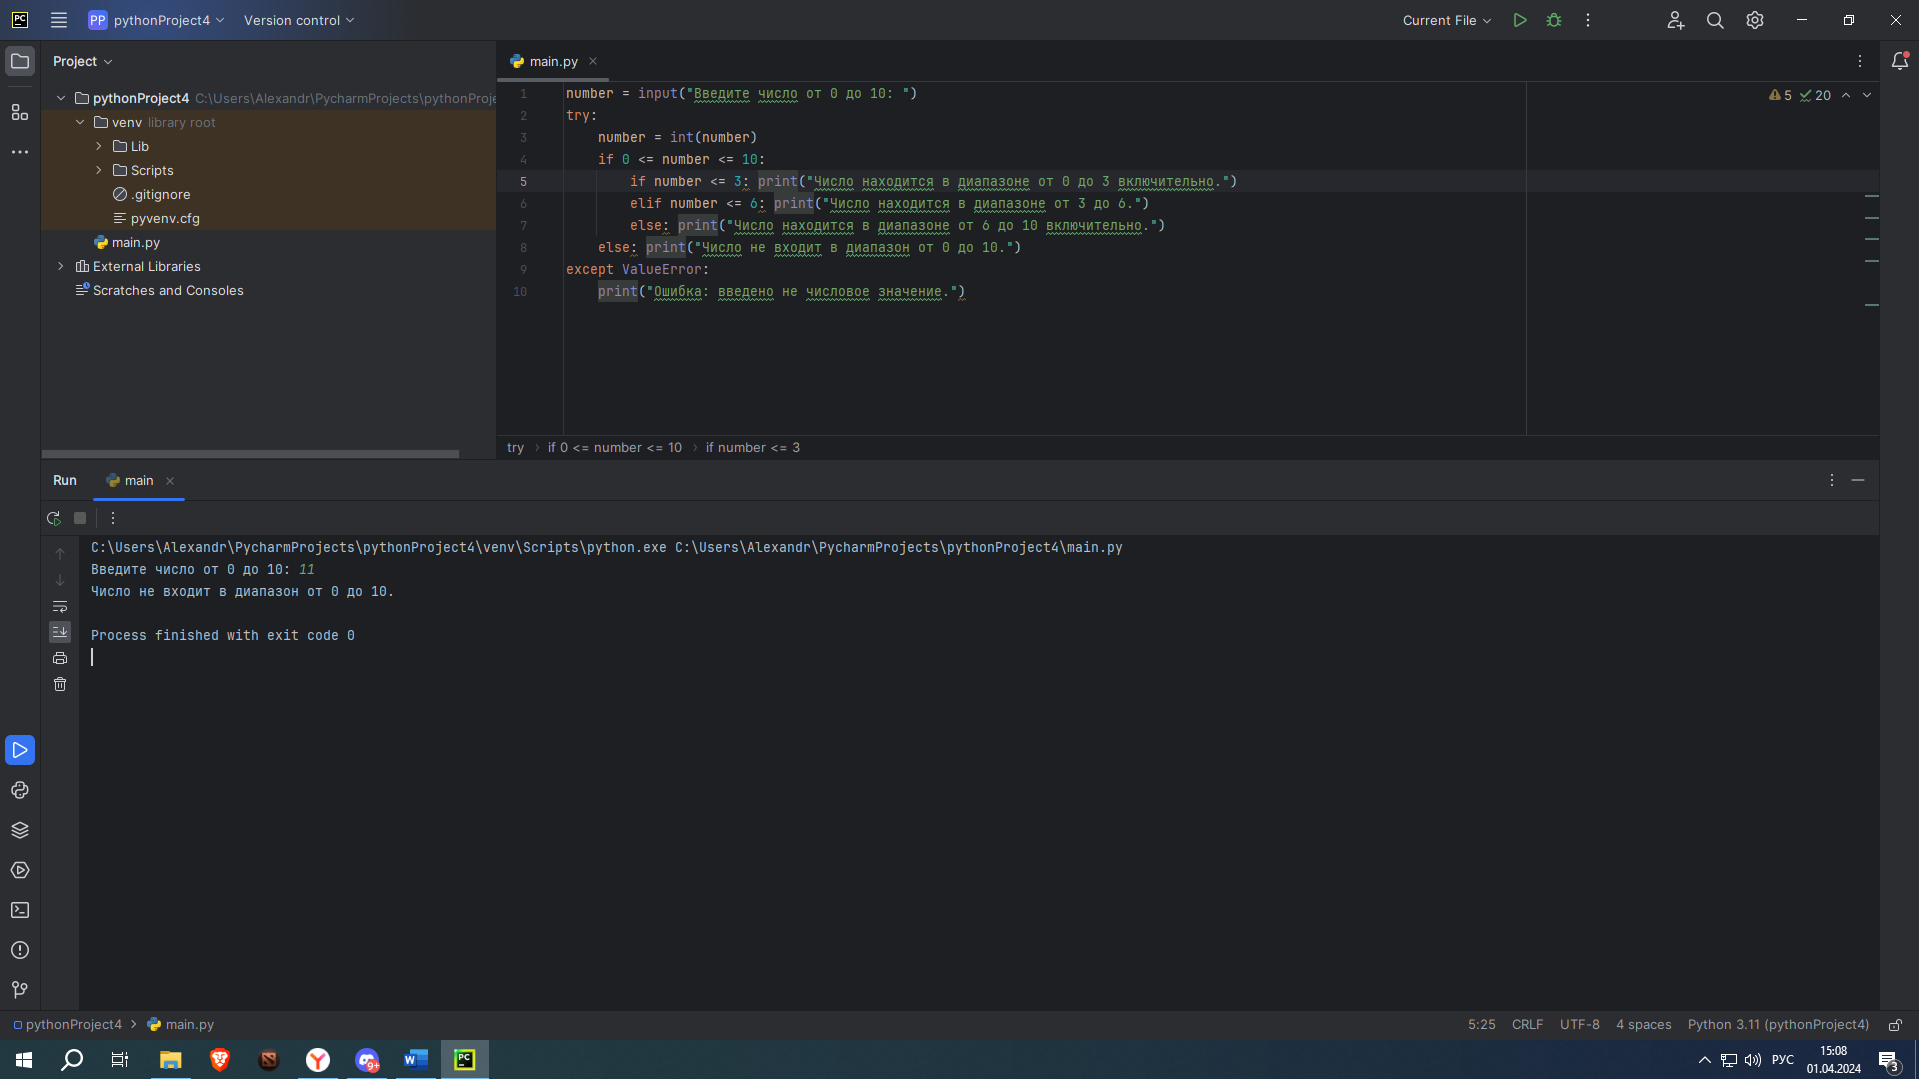 PC
PP pythonProject4
Version control
Current File
Project
pythonProject4 C:\Users\Alexandr\PycharmProjects\pythonProje
venv library root
Lib
Scripts
.gitignore
pyvenv.cfg
main.py
External Libraries
Scratches and Consoles
main.py
5 20
1 number = input("Введите число от 0 до 10: ")
2 try:
3 number = int(number)
4 if 0 <= number <= 10:
5 if number <= 3: print("Число находится в диапазоне от 0 до 3 включительно.")
6 elif number <= 6: print("Число находится в диапазоне от 3 до 6.")
7 else: print("Число находится в диапазоне от 6 до 10 включительно.")
8 else: print("Число не входит в диапазон от 0 до 10.")
9 except ValueError:
10 print("Ошибка: введено не числовое значение.")
try if 0 <= number <= 10 if number <= 3
Run main
C:\Users\Alexandr\PycharmProjects\pythonProject4\venv\Scripts\python.exe C:\Users\Alexandr\PycharmProjects\pythonProject4\main.py
Введите число от 0 до 10: 11
Число не входит в диапазон от 0 до 10.
Process finished with exit code 0
pythonProject4 main.py
5:25 CRLF UTF-8 4 spaces Python 3.11 (pythonProject4)
9+
W
PC
РУС
15:08
01.04.2024
3